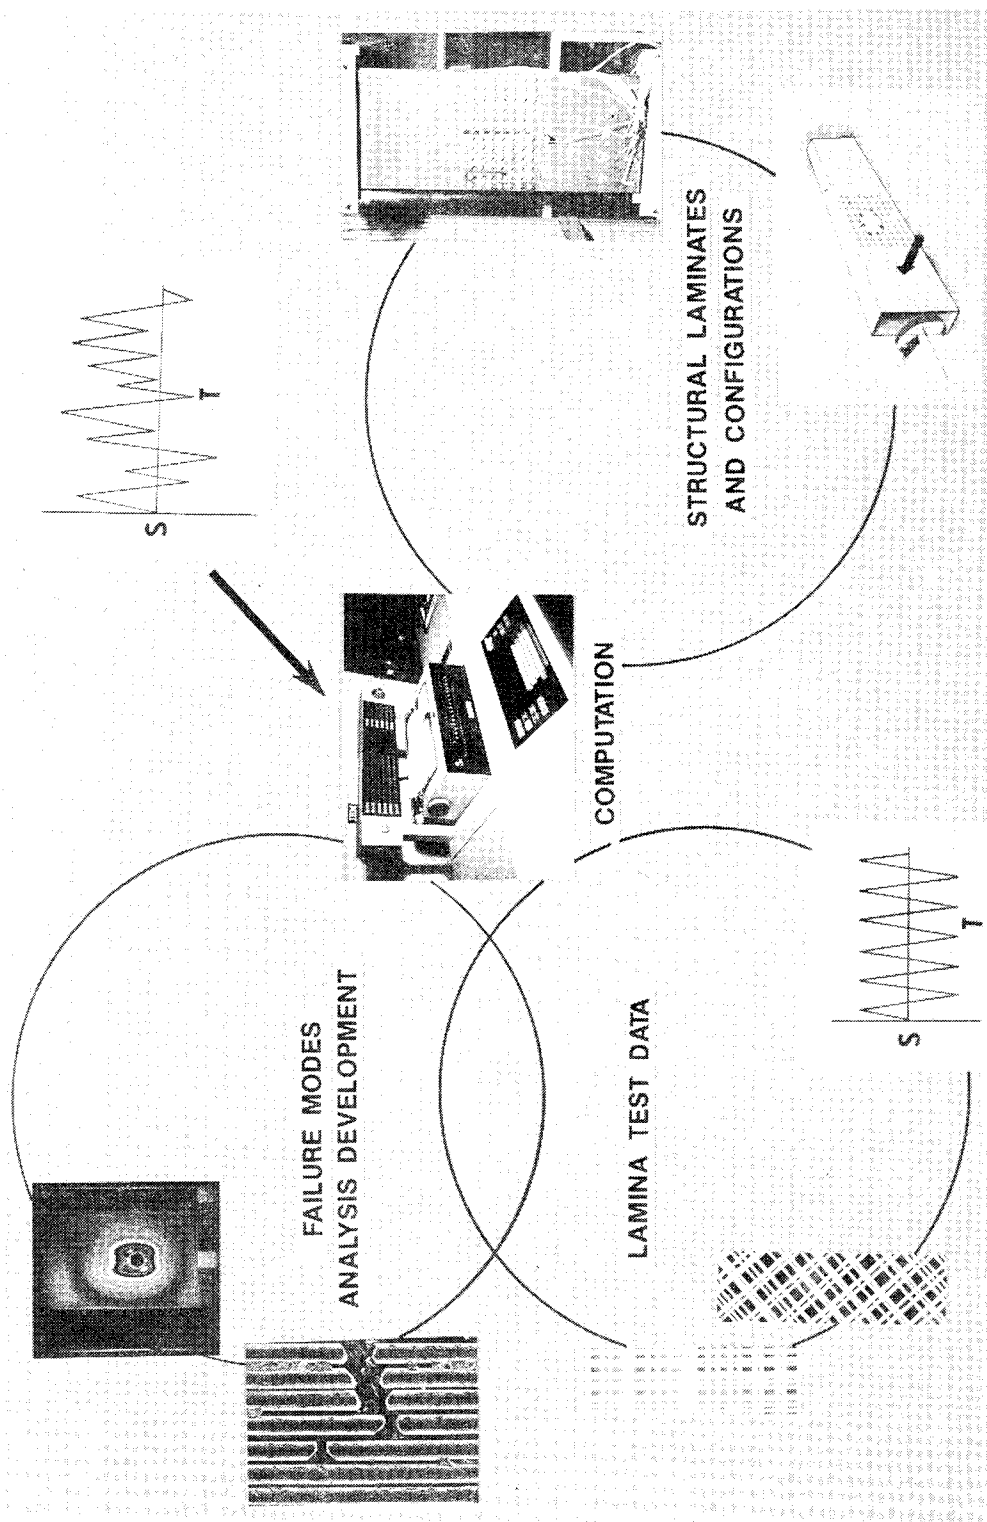 S
T
FAILURE MODES
ANALYSIS DEVELOPMENT
COMPUTATION
STRUCTURAL LAMINATES
AND CONFIGURATIONS
LAMINA TEST DATA
S
T